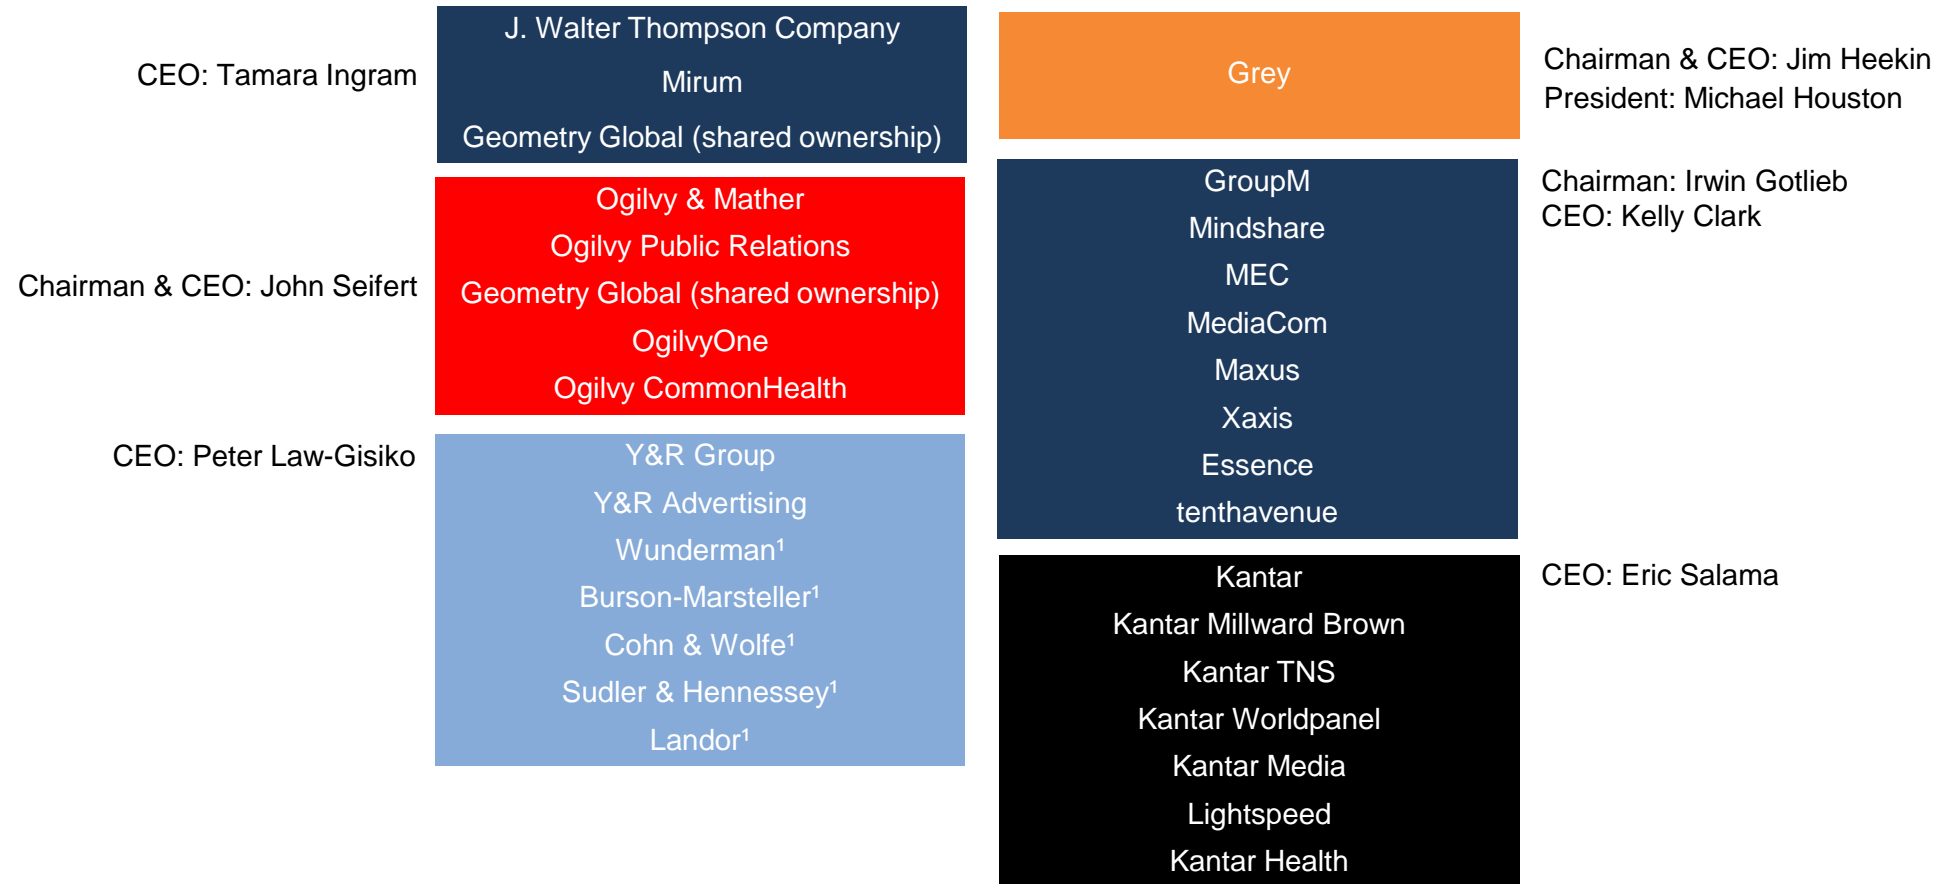 CEO: Tamara Ingram
J. Walter Thompson Company
Mirum
Geometry Global (shared ownership)
Chairman & CEO: John Seifert
Ogilvy & Mather
Ogilvy Public Relations
Geometry Global (shared ownership)
OgilvyOne
Ogilvy CommonHealth
CEO: Peter Law-Gisiko
Y&R Group
Y&R Advertising
Wunderman¹
Burson-Marsteller¹
Cohn & Wolfe¹
Sudler & Hennessey¹
Landor¹
Grey
Chairman & CEO: Jim Heekin
President: Michael Houston
GroupM
Mindshare
MEC
MediaCom
Maxus
Xaxis
Essence
tenthavenue
Chairman: Irwin Gotlieb
CEO: Kelly Clark
Kantar
Kantar Millward Brown
Kantar TNS
Kantar Worldpanel
Kantar Media
Lightspeed
Kantar Health
CEO: Eric Salama